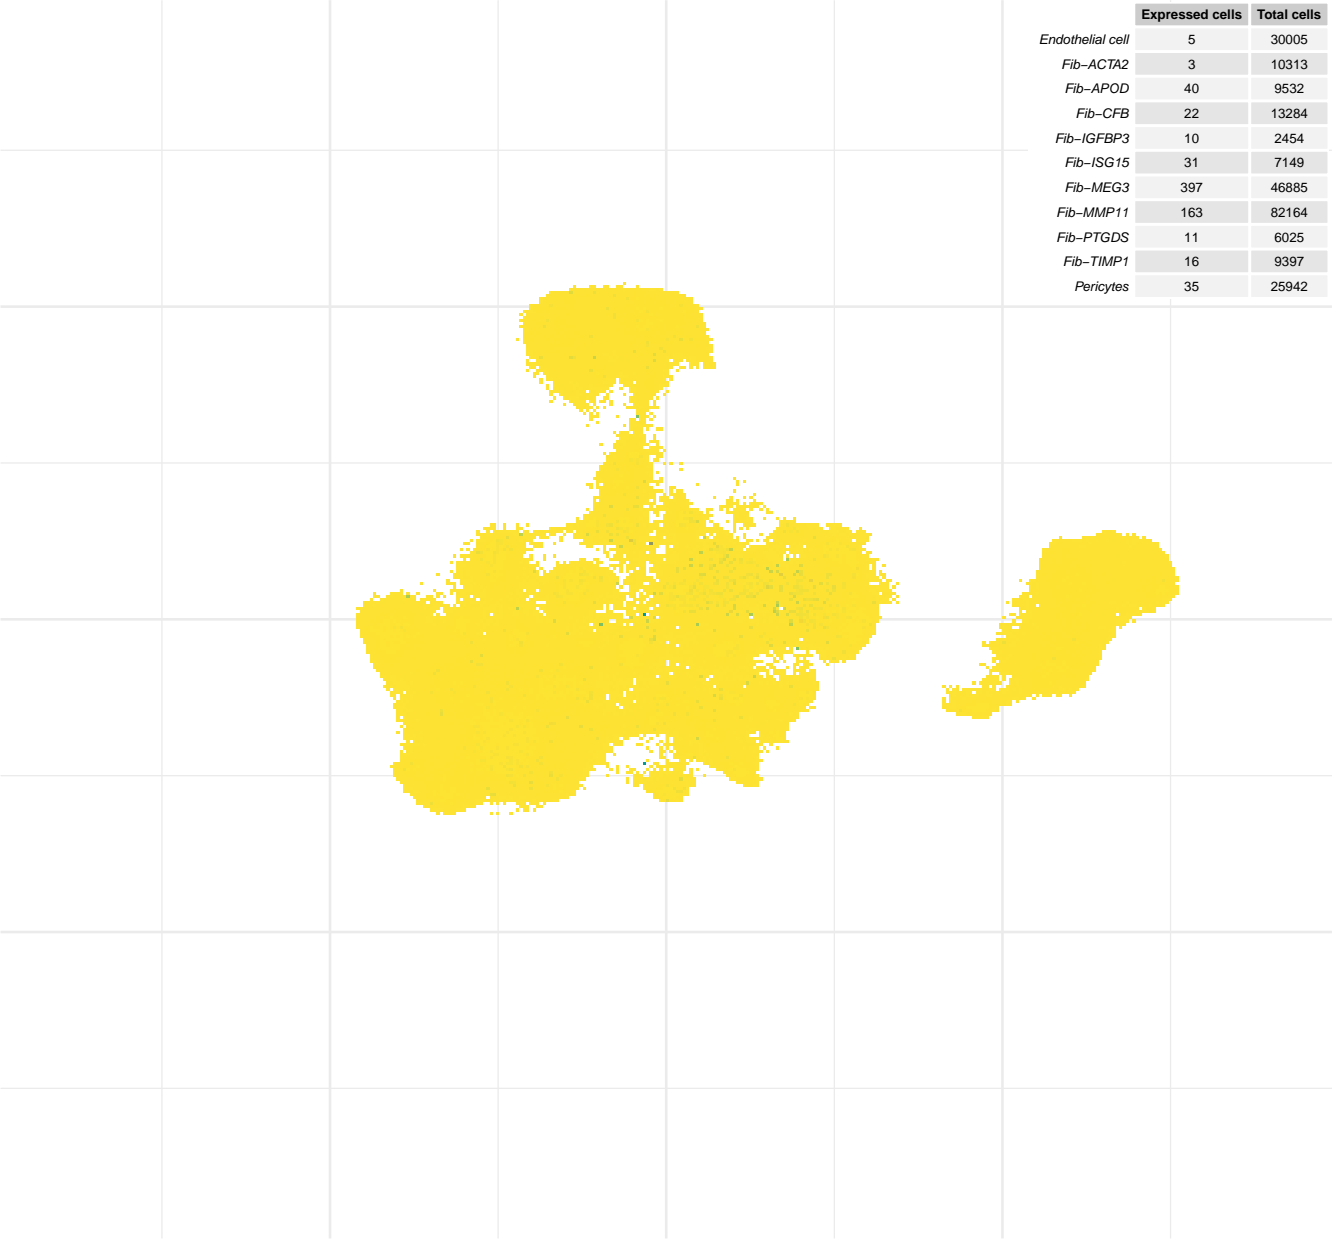 Expressed cells Total cells
Endothelial cell 5 30005
Fib−ACTA2 3 10313
Fib−APOD 40 9532
Fib−CFB 22 13284
Fib−IGFBP3 10 2454
Fib−ISG15 31 7149
Fib−MEG3 397 46885
Fib−MMP11 163 82164
Fib−PTGDS 11 6025
Fib−TIMP1 16 9397
Pericytes 35 25942